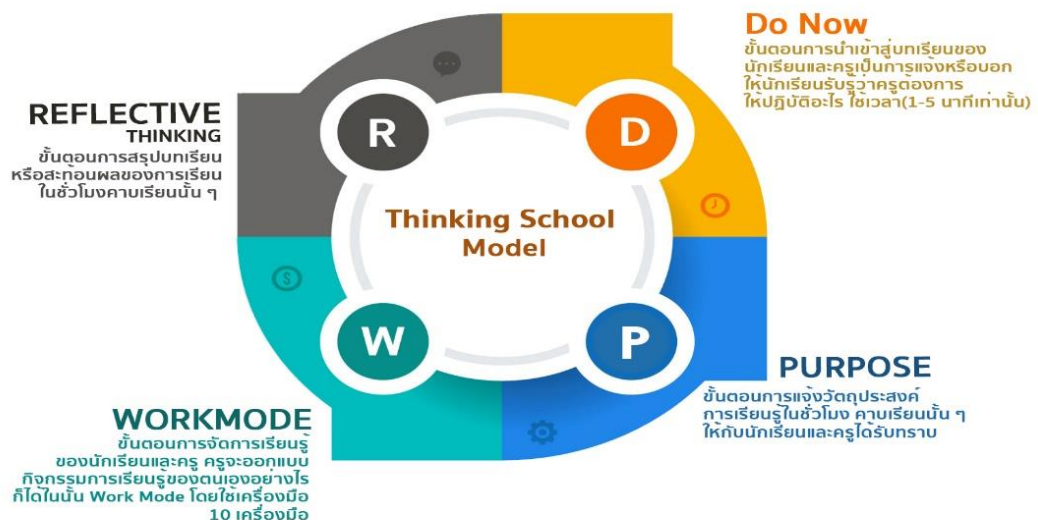 Do Now
ขั้นตอนการนำเข้าสู่บทเรียนของ
นักเรียนและครูเป็นการแจ้งหรือบอก
ให้นักเรียนรับรู้ว่าครูต้องการ
ให้ปฏิบัติอะไร ใช้เวลา(1-5 นาทีเท่านั้น)
D
PURPOSE
ขั้นตอนการแจ้งวัตถุประสงค์
การเรียนรู้ในชั่วโมง คาบเรียนนั้น ๆ
ให้กับนักเรียนและครูได้รับทราบ
P
WORKMODE
ขั้นตอนการจัดการเรียนรู้
ของนักเรียนและครู ครูจะออกแบบ
กิจกรรมการเรียนรู้ของตนเองอย่างไร
ก็ได้ในนั้น Work Mode โดยใช้เครื่องมือ
10 เครื่องมือ
W
REFLECTIVE
THINKING
ขั้นตอนการสรุปบทเรียน
หรือสะท้อนผลของการเรียน
ในชั่วโมงคาบเรียนนั้น ๆ
R
Thinking School
Model
$